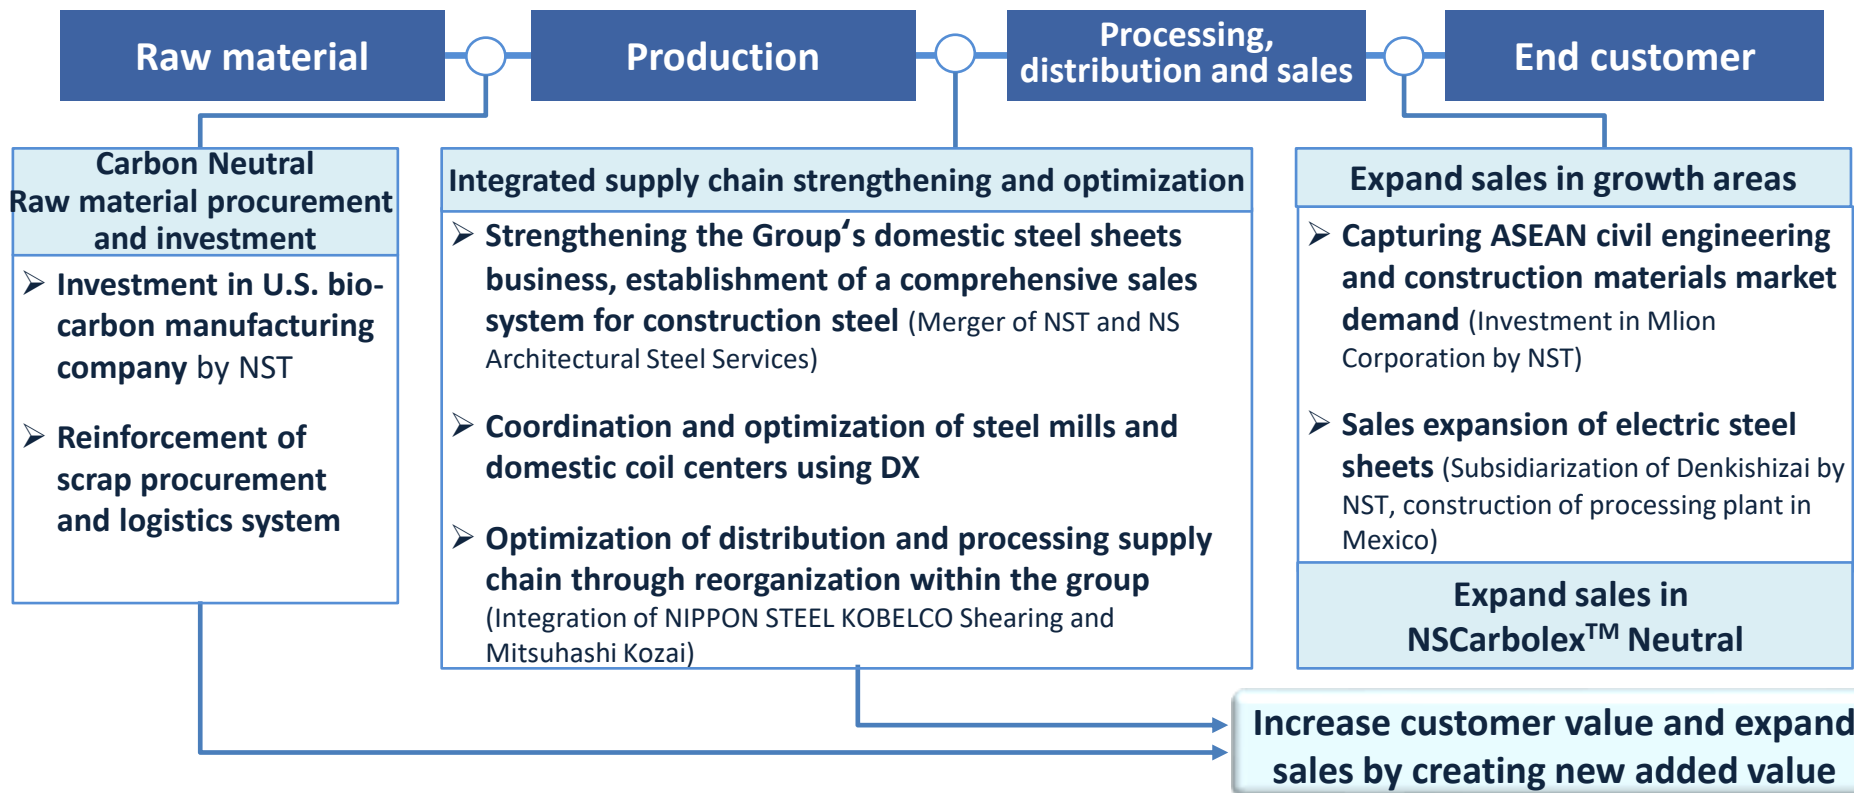 Raw material
Production
Processing,
distribution and sales
End customer
Carbon Neutral
Raw material procurement
and investment
➢ Investment in U.S. bio-
carbon manufacturing
company by NST
➢ Reinforcement of
scrap procurement
and logistics system
Integrated supply chain strengthening and optimization
➢ Strengthening the Group‘s domestic steel sheets
business, establishment of a comprehensive sales
system for construction steel (Merger of NST and NS
Architectural Steel Services)
➢ Coordination and optimization of steel mills and
domestic coil centers using DX
➢ Optimization of distribution and processing supply
chain through reorganization within the group
(Integration of NIPPON STEEL KOBELCO Shearing and
Mitsuhashi Kozai)
Expand sales in growth areas
➢ Capturing ASEAN civil engineering
and construction materials market
demand (Investment in Mlion
Corporation by NST)
➢ Sales expansion of electric steel
sheets (Subsidiarization of Denkishizai by
NST, construction of processing plant in
Mexico)
Expand sales in
NSCarbolex™ Neutral
Increase customer value and expand
sales by creating new added value